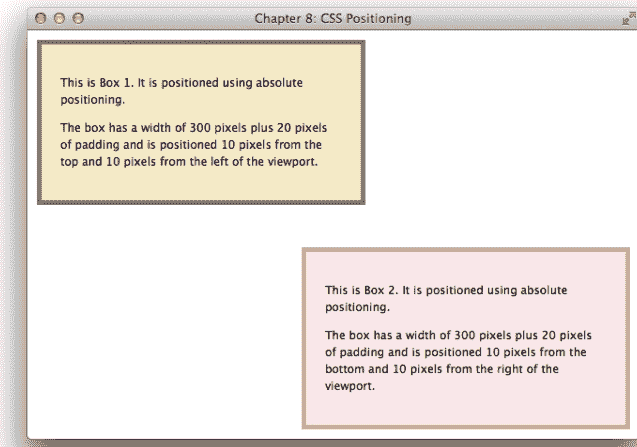 Chapter 8: CSS Positioning
This is Box 1. It is positioned using absolute
positioning.
The box has a width of 300 pixels plus 20 pixels
of padding and is positioned 10 pixels from the
top and 10 pixels from the left of the viewport.
This is Box 2. It is positioned using absolute
positioning.
The box has a width of 300 pixels plus 20 pixels
of padding and is positioned 10 pixels from the
bottom and 10 pixels from the right of the
viewport.